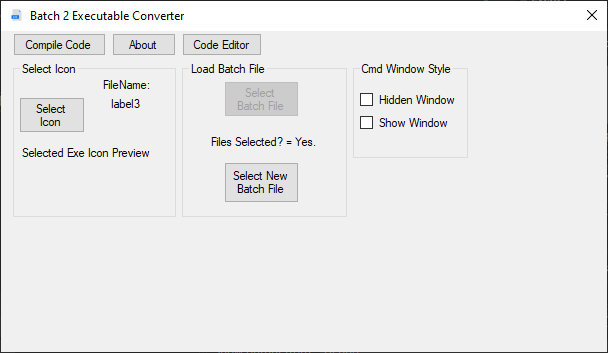 Batch 2 Executable Converter
Compile Code
About
Code Editor
Select Icon
FileName:
label3
Select
Icon
Selected Exe Icon Preview
Load Batch File
Select
Batch File
Files Selected? = Yes.
Select New
Batch File
Cmd Window Style
Hidden Window
Show Window